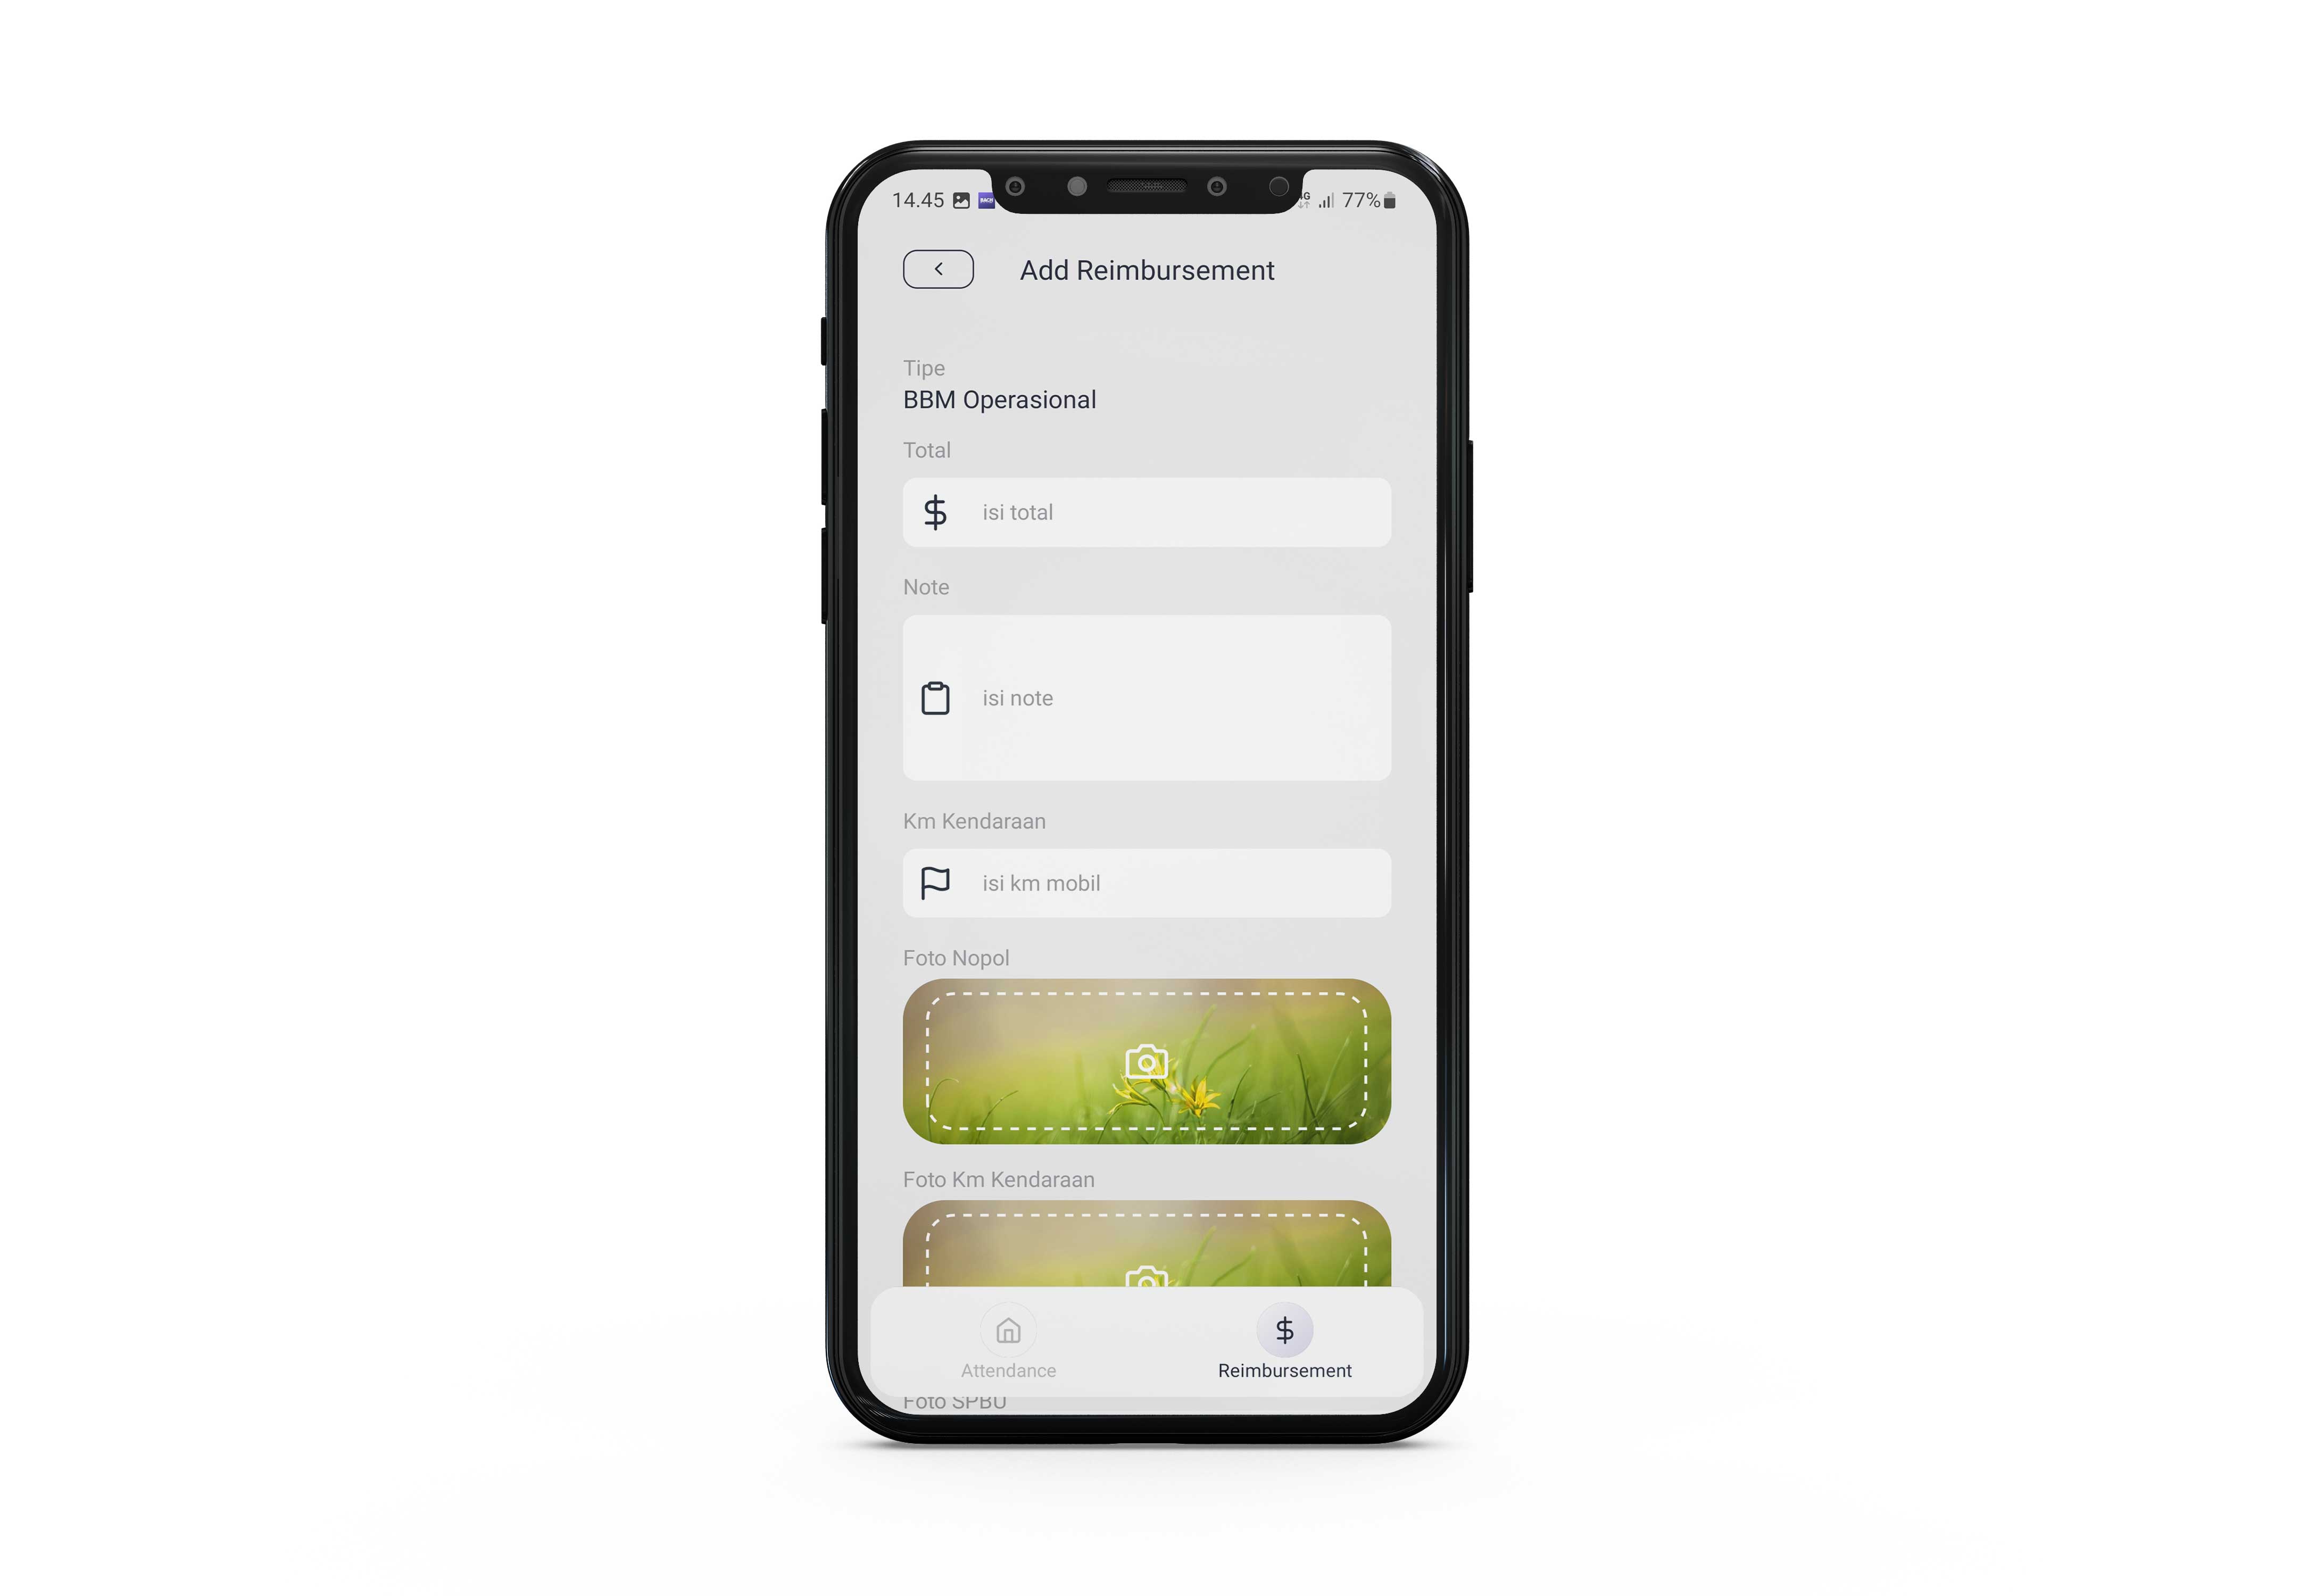 14.45
77%
Add Reimbursement
Tipe
BBM Operasional
Total
$ isi total
Note
isi note
Km Kendaraan
isi km mobil
Foto Nopol
Foto Km Kendaraan
Attendance
$
Reimbursement
Foto SPBU